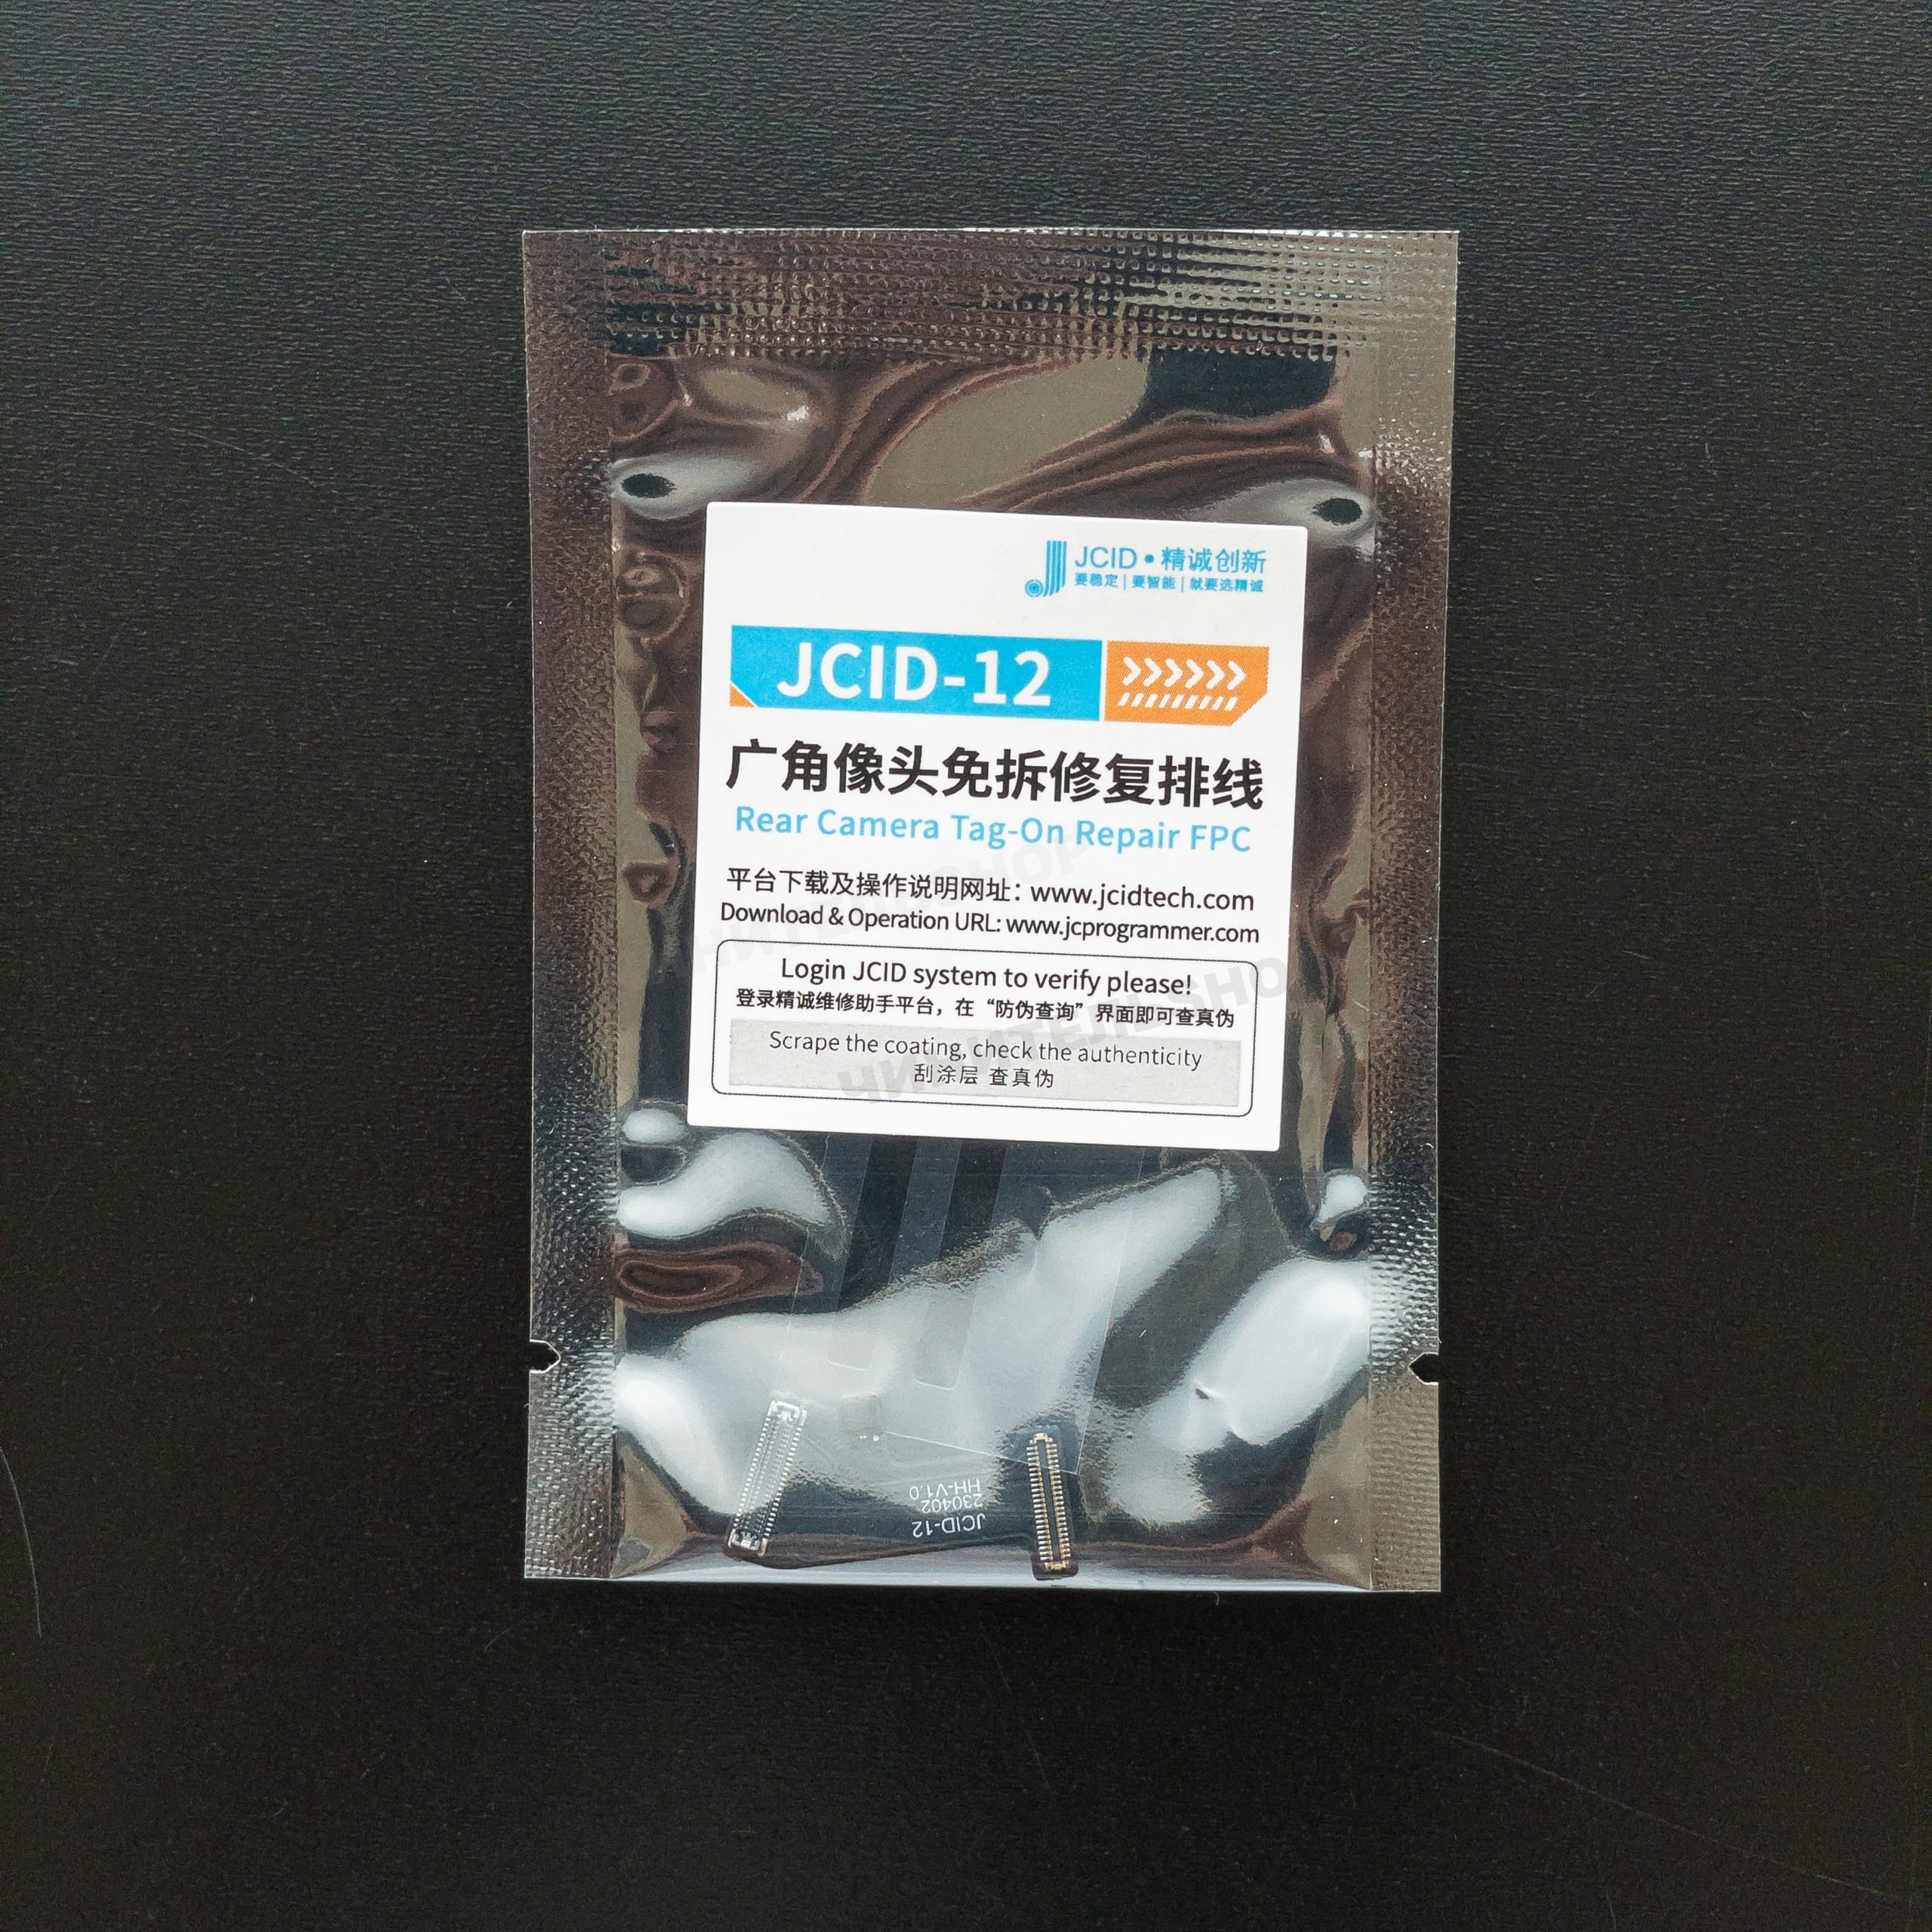 JCID•精诚创新
要稳定|要智能|就要选精诚
JCID-12
广角像头免拆修复排线
Rear Camera Tag-On Repair FPC
平台下载及操作说明网址：www.jcidtech.com
Download & Operation URL: www.jcprogrammer.com
Login JCID system to verify please!
登录精诚维修助手平台，在“防伪查询”界面即可查真伪
Scrape the coating, check the authenticity
刮涂层 查真伪
JCID-12
230402
HH-V1.0